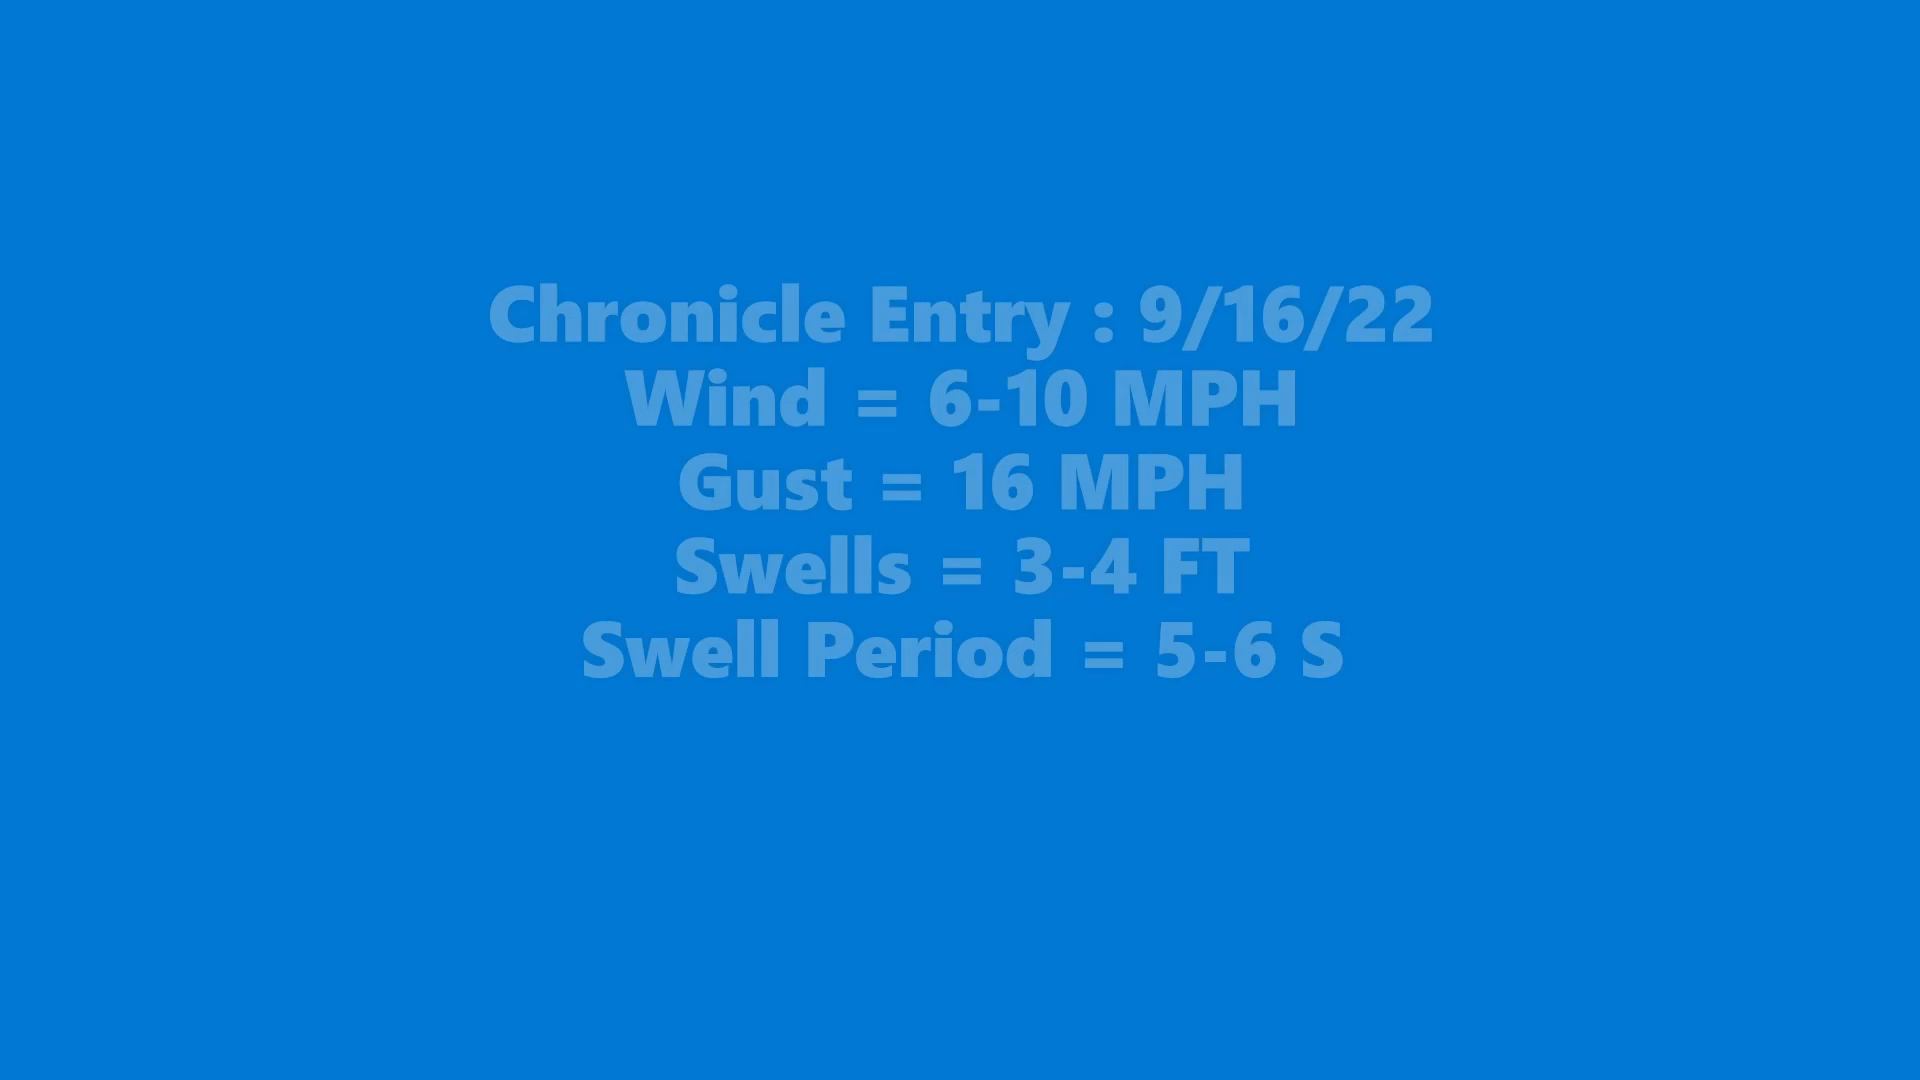 Chronicle Entry : 9/16/22
Wind = 6-10 MPH
Gust = 16 MPH
Swells = 3-4 FT
Swell Period = 5-6 S